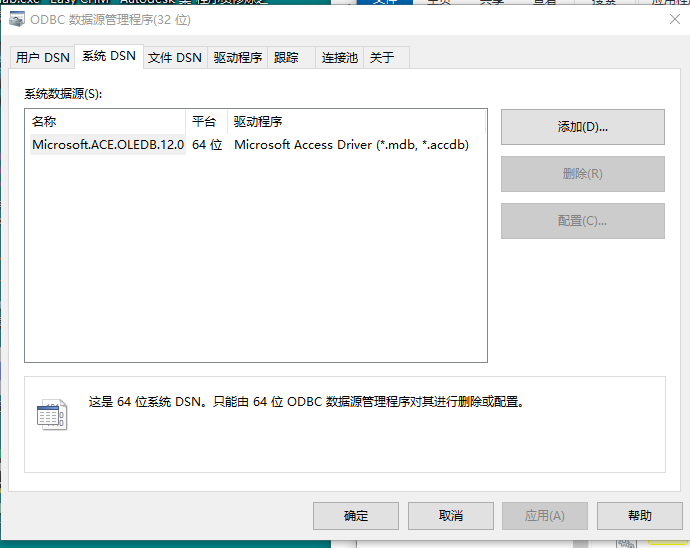 ODBC 数据源管理程序(32 位)
用户 DSN 系统 DSN 文件 DSN 驱动程序 跟踪 连接池 关于
系统数据源(S):
名称 平台 驱动程序
Microsoft.ACE.OLEDB.12.0 64 位 Microsoft Access Driver (*.mdb, *.accdb)
添加(D)...
删除(R)
配置(C)...
这是 64 位系统 DSN。只能由 64 位 ODBC 数据源管理程序对其进行删除或配置。
确定 取消 应用(A) 帮助